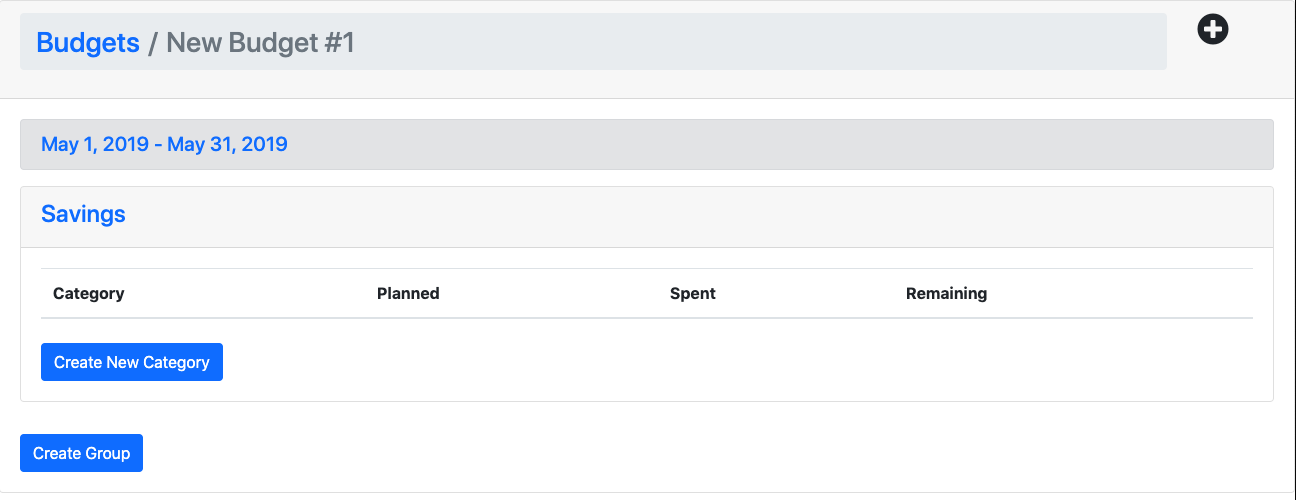 Budgets / New Budget #1
May 1, 2019 - May 31, 2019
Savings
Category Planned Spent Remaining
Create New Category
Create Group